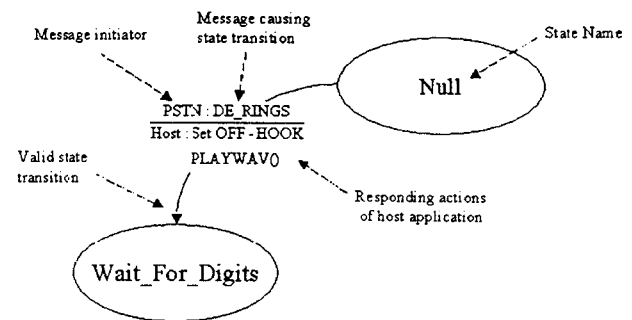 Message initiator
Message causing
state transition
State Name
Null
PSTN : DE_RINGS
Host : Set OFF - HOOK
PLAYWAV()
Valid state
transition
Responding actions
of host application
Wait_For_Digits